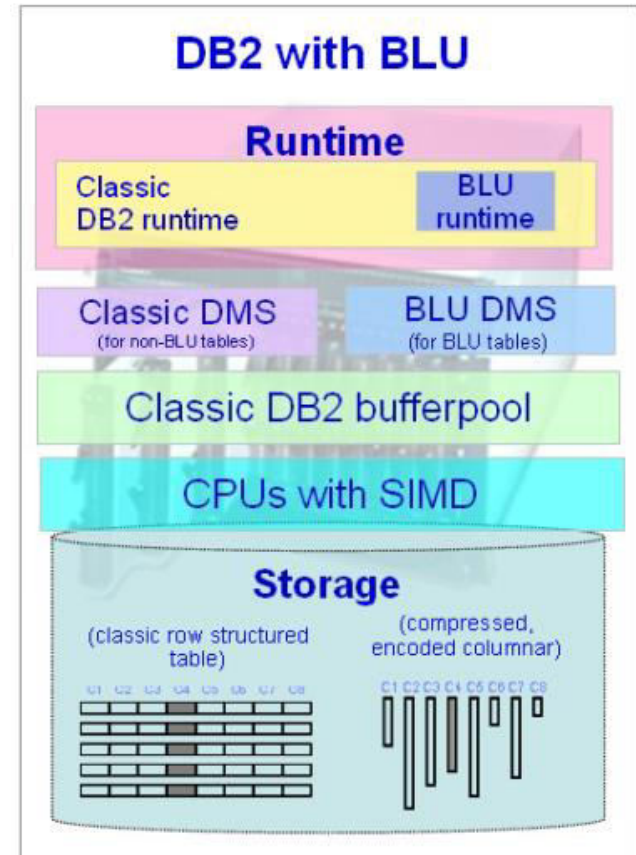 DB2 with BLU
Runtime
Classic
DB2 runtime
BLU
runtime
Classic DMS
(for non-BLU tables)
BLU DMS
(for BLU tables)
Classic DB2 bufferpool
CPUs with SIMD
Storage
(classic row structured
table)
(compressed,
encoded columnar)
C1 C2 C3 C4 C5 C6 C7 C8
C1 C2 C3 C4 C5 C6 C7 C8